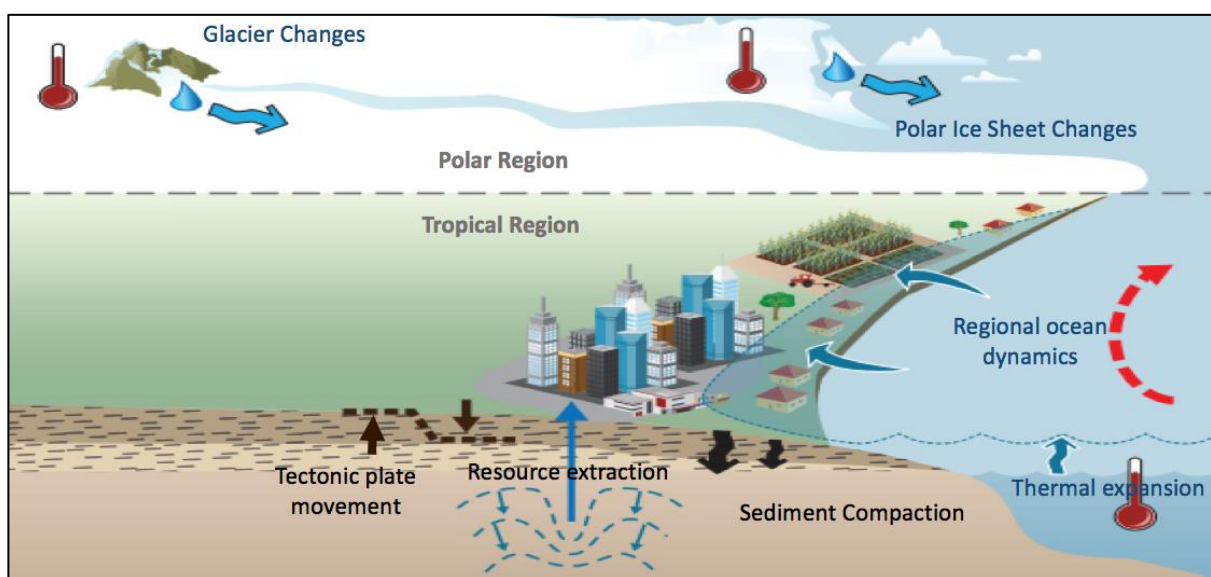 Glacier Changes
Polar Ice Sheet Changes
Polar Region
Tropical Region
Regional ocean
dynamics
Tectonic plate
movement
Resource extraction
Sediment Compaction
Thermal expansion